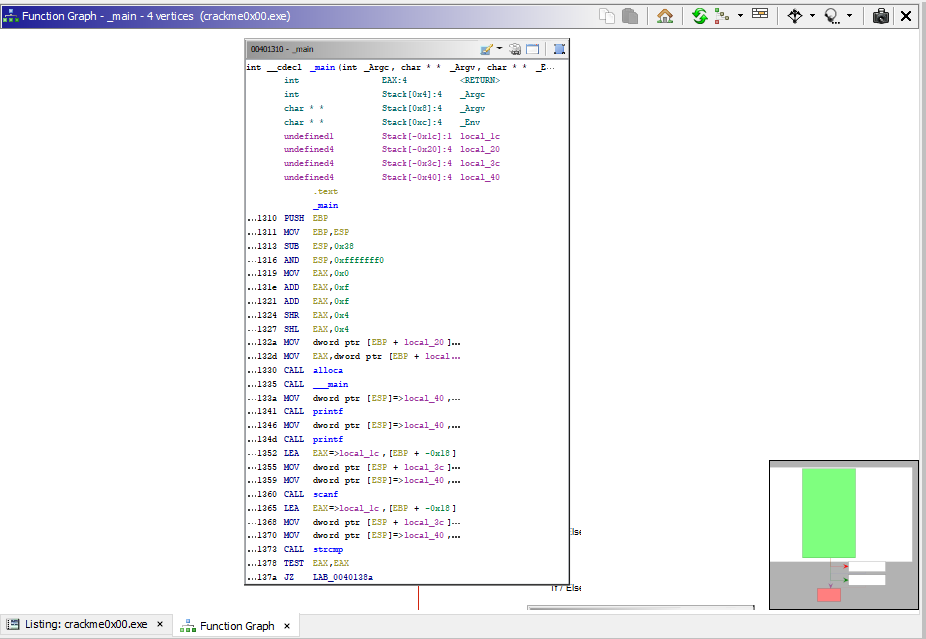 Function Graph - _main - 4 vertices (crackme0x00.exe)
00401310 - _main
int __cdecl _main(int _Argc, char * * _Argv, char * * _E...
int EAX:4 <RETURN>
int Stack[0x4]:4 _Argc
char * * Stack[0x8]:4 _Argv
char * * Stack[0xc]:4 _Env
undefined1 Stack[-0x1c]:1 local_1c
undefined4 Stack[-0x20]:4 local_20
undefined4 Stack[-0x3c]:4 local_3c
undefined4 Stack[-0x40]:4 local_40
.text
_main
...1310 PUSH EBP
...1311 MOV EBP,ESP
...1313 SUB ESP,0x38
...1316 AND ESP,0xfffffff0
...1319 MOV EAX,0x0
...131e ADD EAX,0xf
...1321 ADD EAX,0xf
...1324 SHR EAX,0x4
...1327 SHL EAX,0x4
...132a MOV dword ptr [EBP + local_20]...
...132d MOV EAX,dword ptr [EBP + local...
...1330 CALL alloca
...1335 CALL ___main
...133a MOV dword ptr [ESP]=>local_40,...
...1341 CALL printf
...1346 MOV dword ptr [ESP]=>local_40,...
...134d CALL printf
...1352 LEA EAX=>local_1c,[EBP + -0x18]
...1355 MOV dword ptr [ESP + local_3c]...
...1359 MOV dword ptr [ESP]=>local_40,...
...1360 CALL scanf
...1365 LEA EAX=>local_1c,[EBP + -0x18]
...1368 MOV dword ptr [ESP + local_3c]...
...1370 MOV dword ptr [ESP]=>local_40,...
...1373 CALL strcmp
...1378 TEST EAX,EAX
...137a JZ LAB_0040138a
Else
If / Else
Listing: crackme0x00.exe ×
Function Graph ×